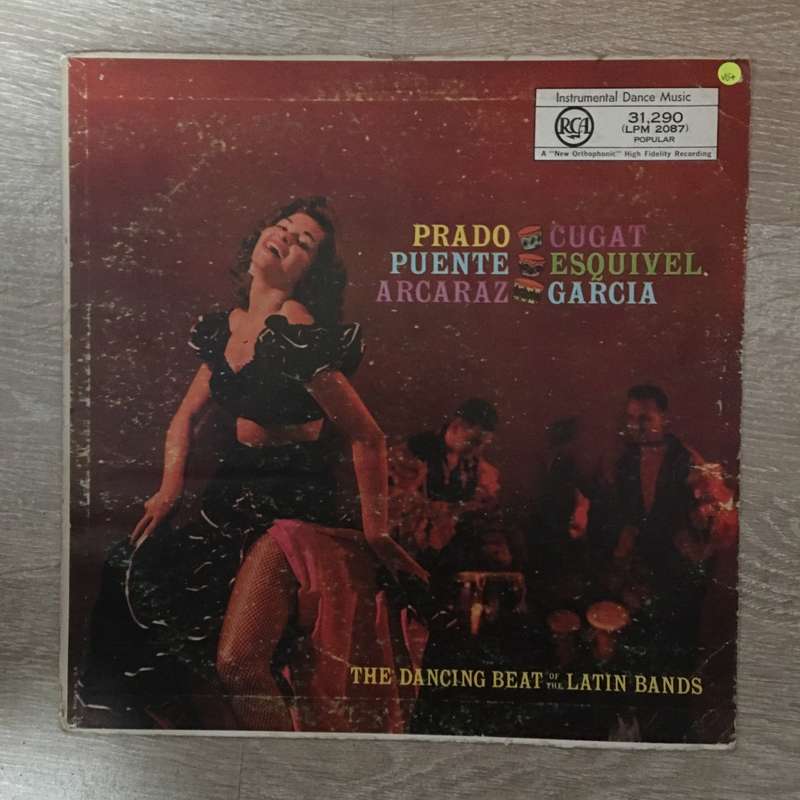 VG+
Instrumental Dance Music
RCA
31,290
(LPM 2087)
POPULAR
A "New Orthophonic" High Fidelity Recording
PRADO CUGAT
PUENTE ESQUIVEL
ARCARAZ GARCIA
THE DANCING BEAT OF THE LATIN BANDS